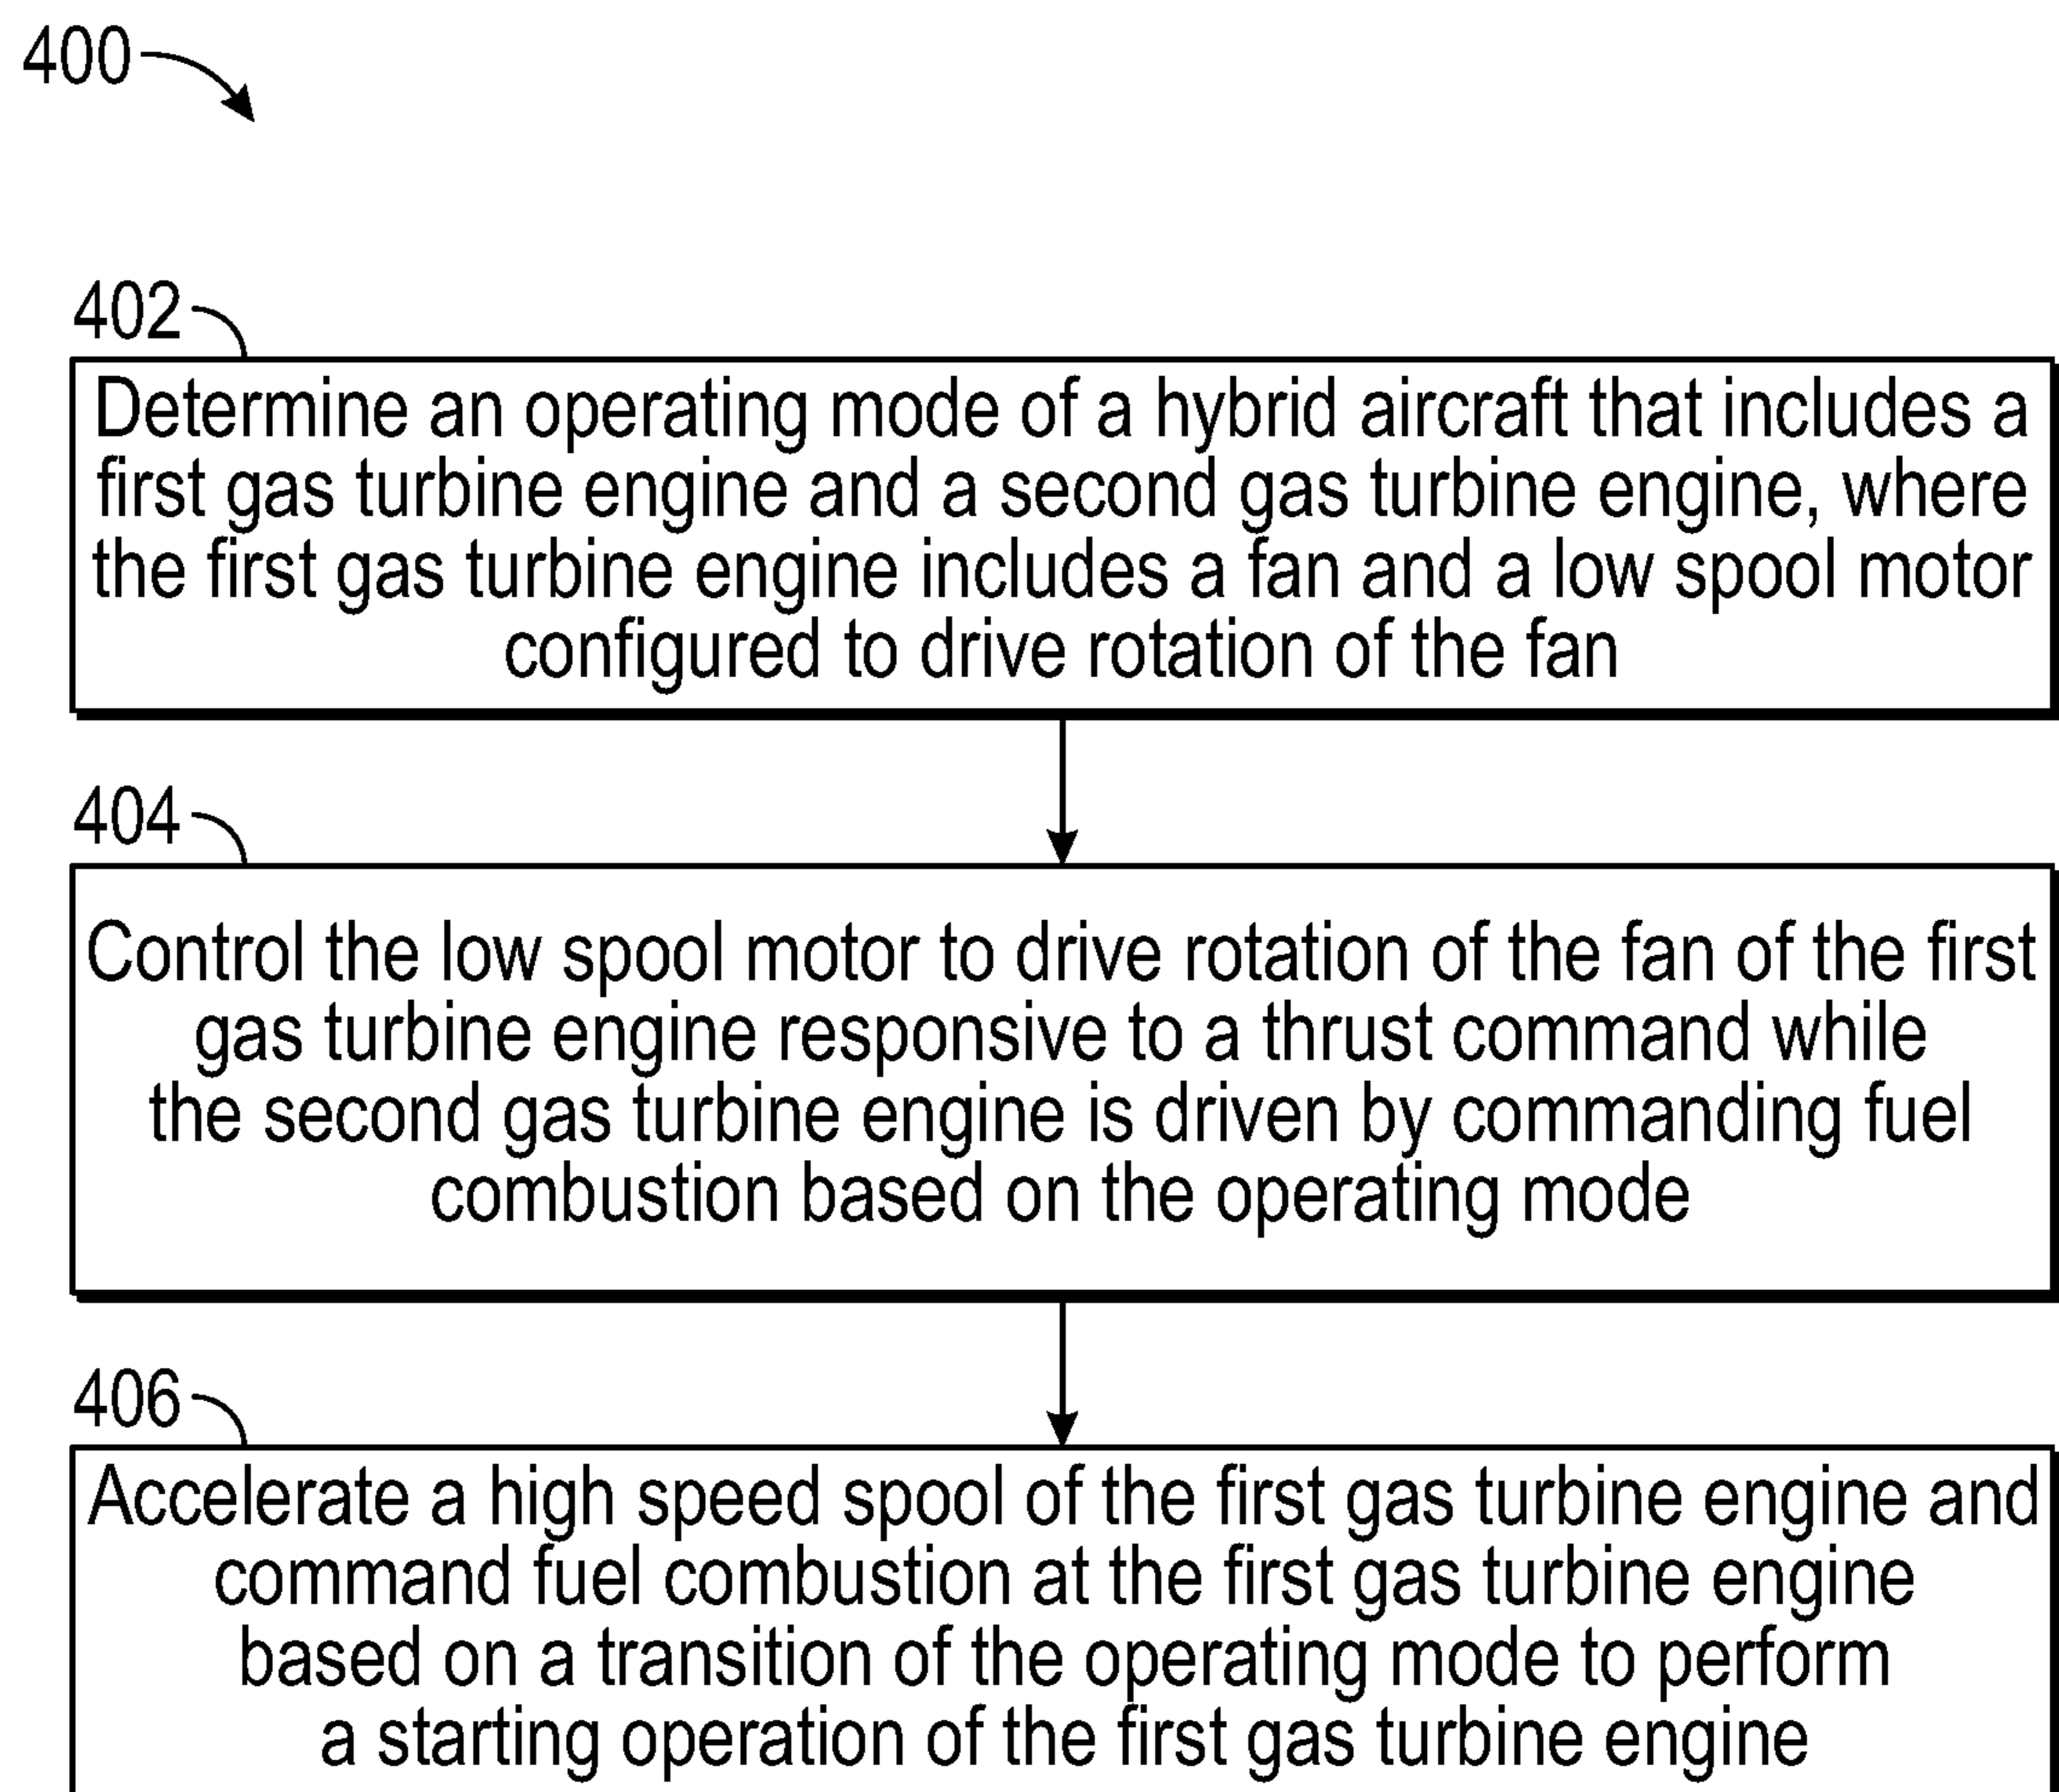 400
402
Determine an operating mode of a hybrid aircraft that includes a
first gas turbine engine and a second gas turbine engine, where
the first gas turbine engine includes a fan and a low spool motor
configured to drive rotation of the fan
404
Control the low spool motor to drive rotation of the fan of the first
gas turbine engine responsive to a thrust command while
the second gas turbine engine is driven by commanding fuel
combustion based on the operating mode
406
Accelerate a high speed spool of the first gas turbine engine and
command fuel combustion at the first gas turbine engine
based on a transition of the operating mode to perform
a starting operation of the first gas turbine engine